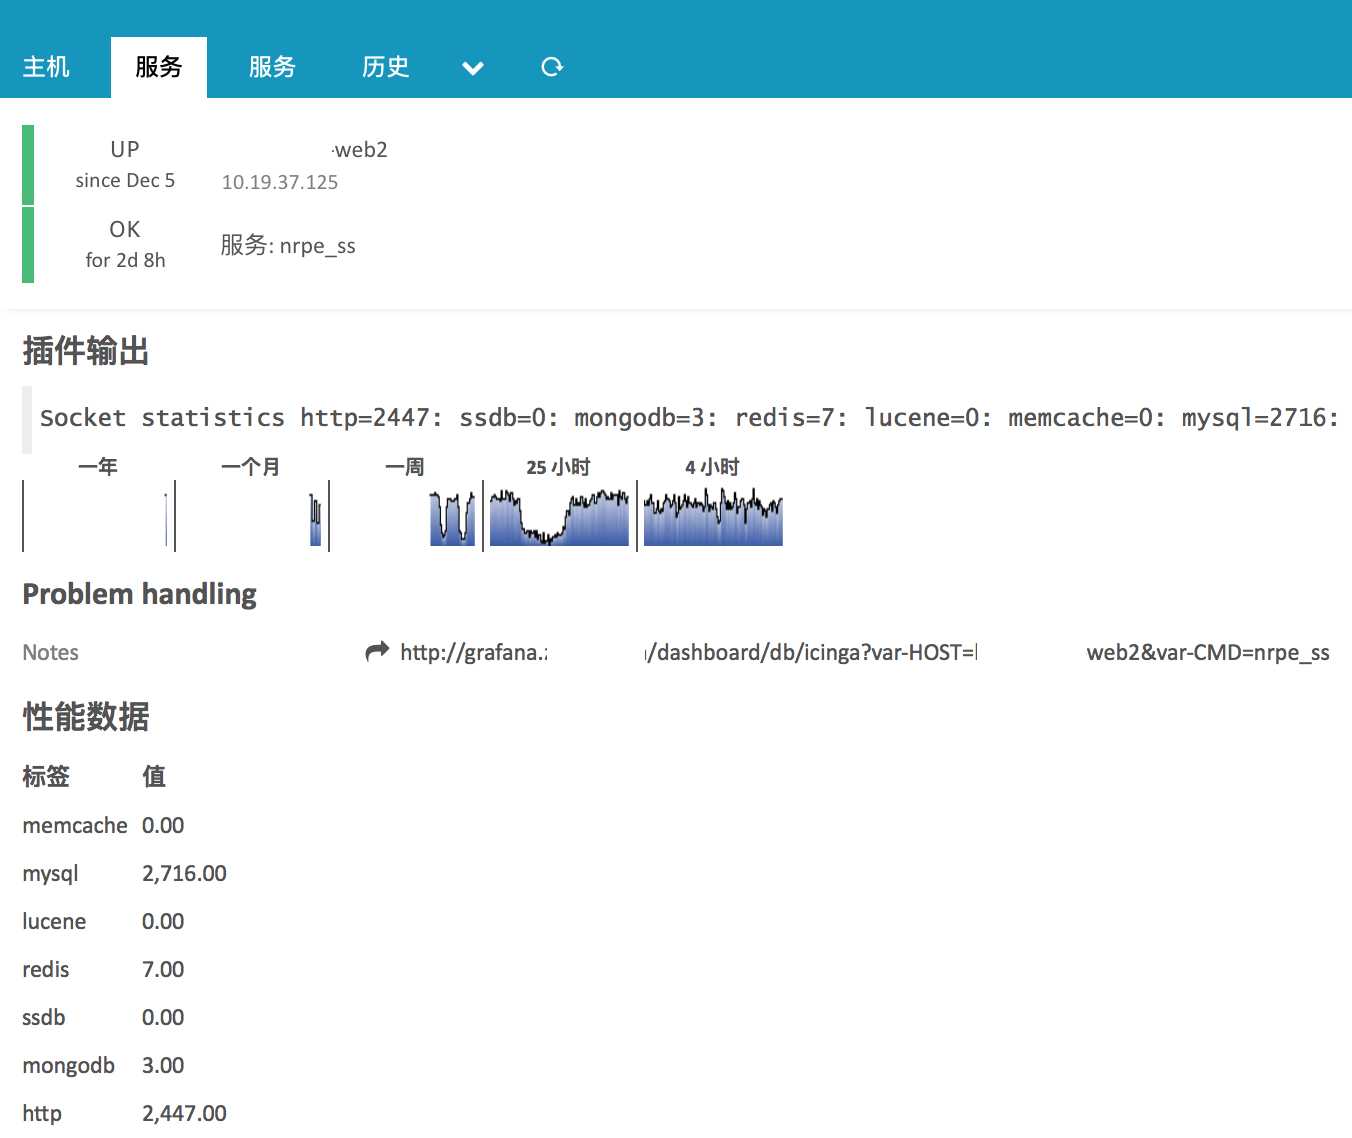 主机 服务 服务 历史
UP
-web2
since Dec 5
10.19.37.125
OK
服务: nrpe_ss
for 2d 8h
插件输出
Socket statistics http=2447: ssdb=0: mongodb=3: redis=7: lucene=0: memcache=0: mysql=2716:
一年 一个月 一周 25 小时 4 小时
Problem handling
Notes http://grafana. /dashboard/db/icinga?var-HOST= web2&var-CMD=nrpe_ss
性能数据
标签 值
memcache 0.00
mysql 2,716.00
lucene 0.00
redis 7.00
ssdb 0.00
mongodb 3.00
http 2,447.00